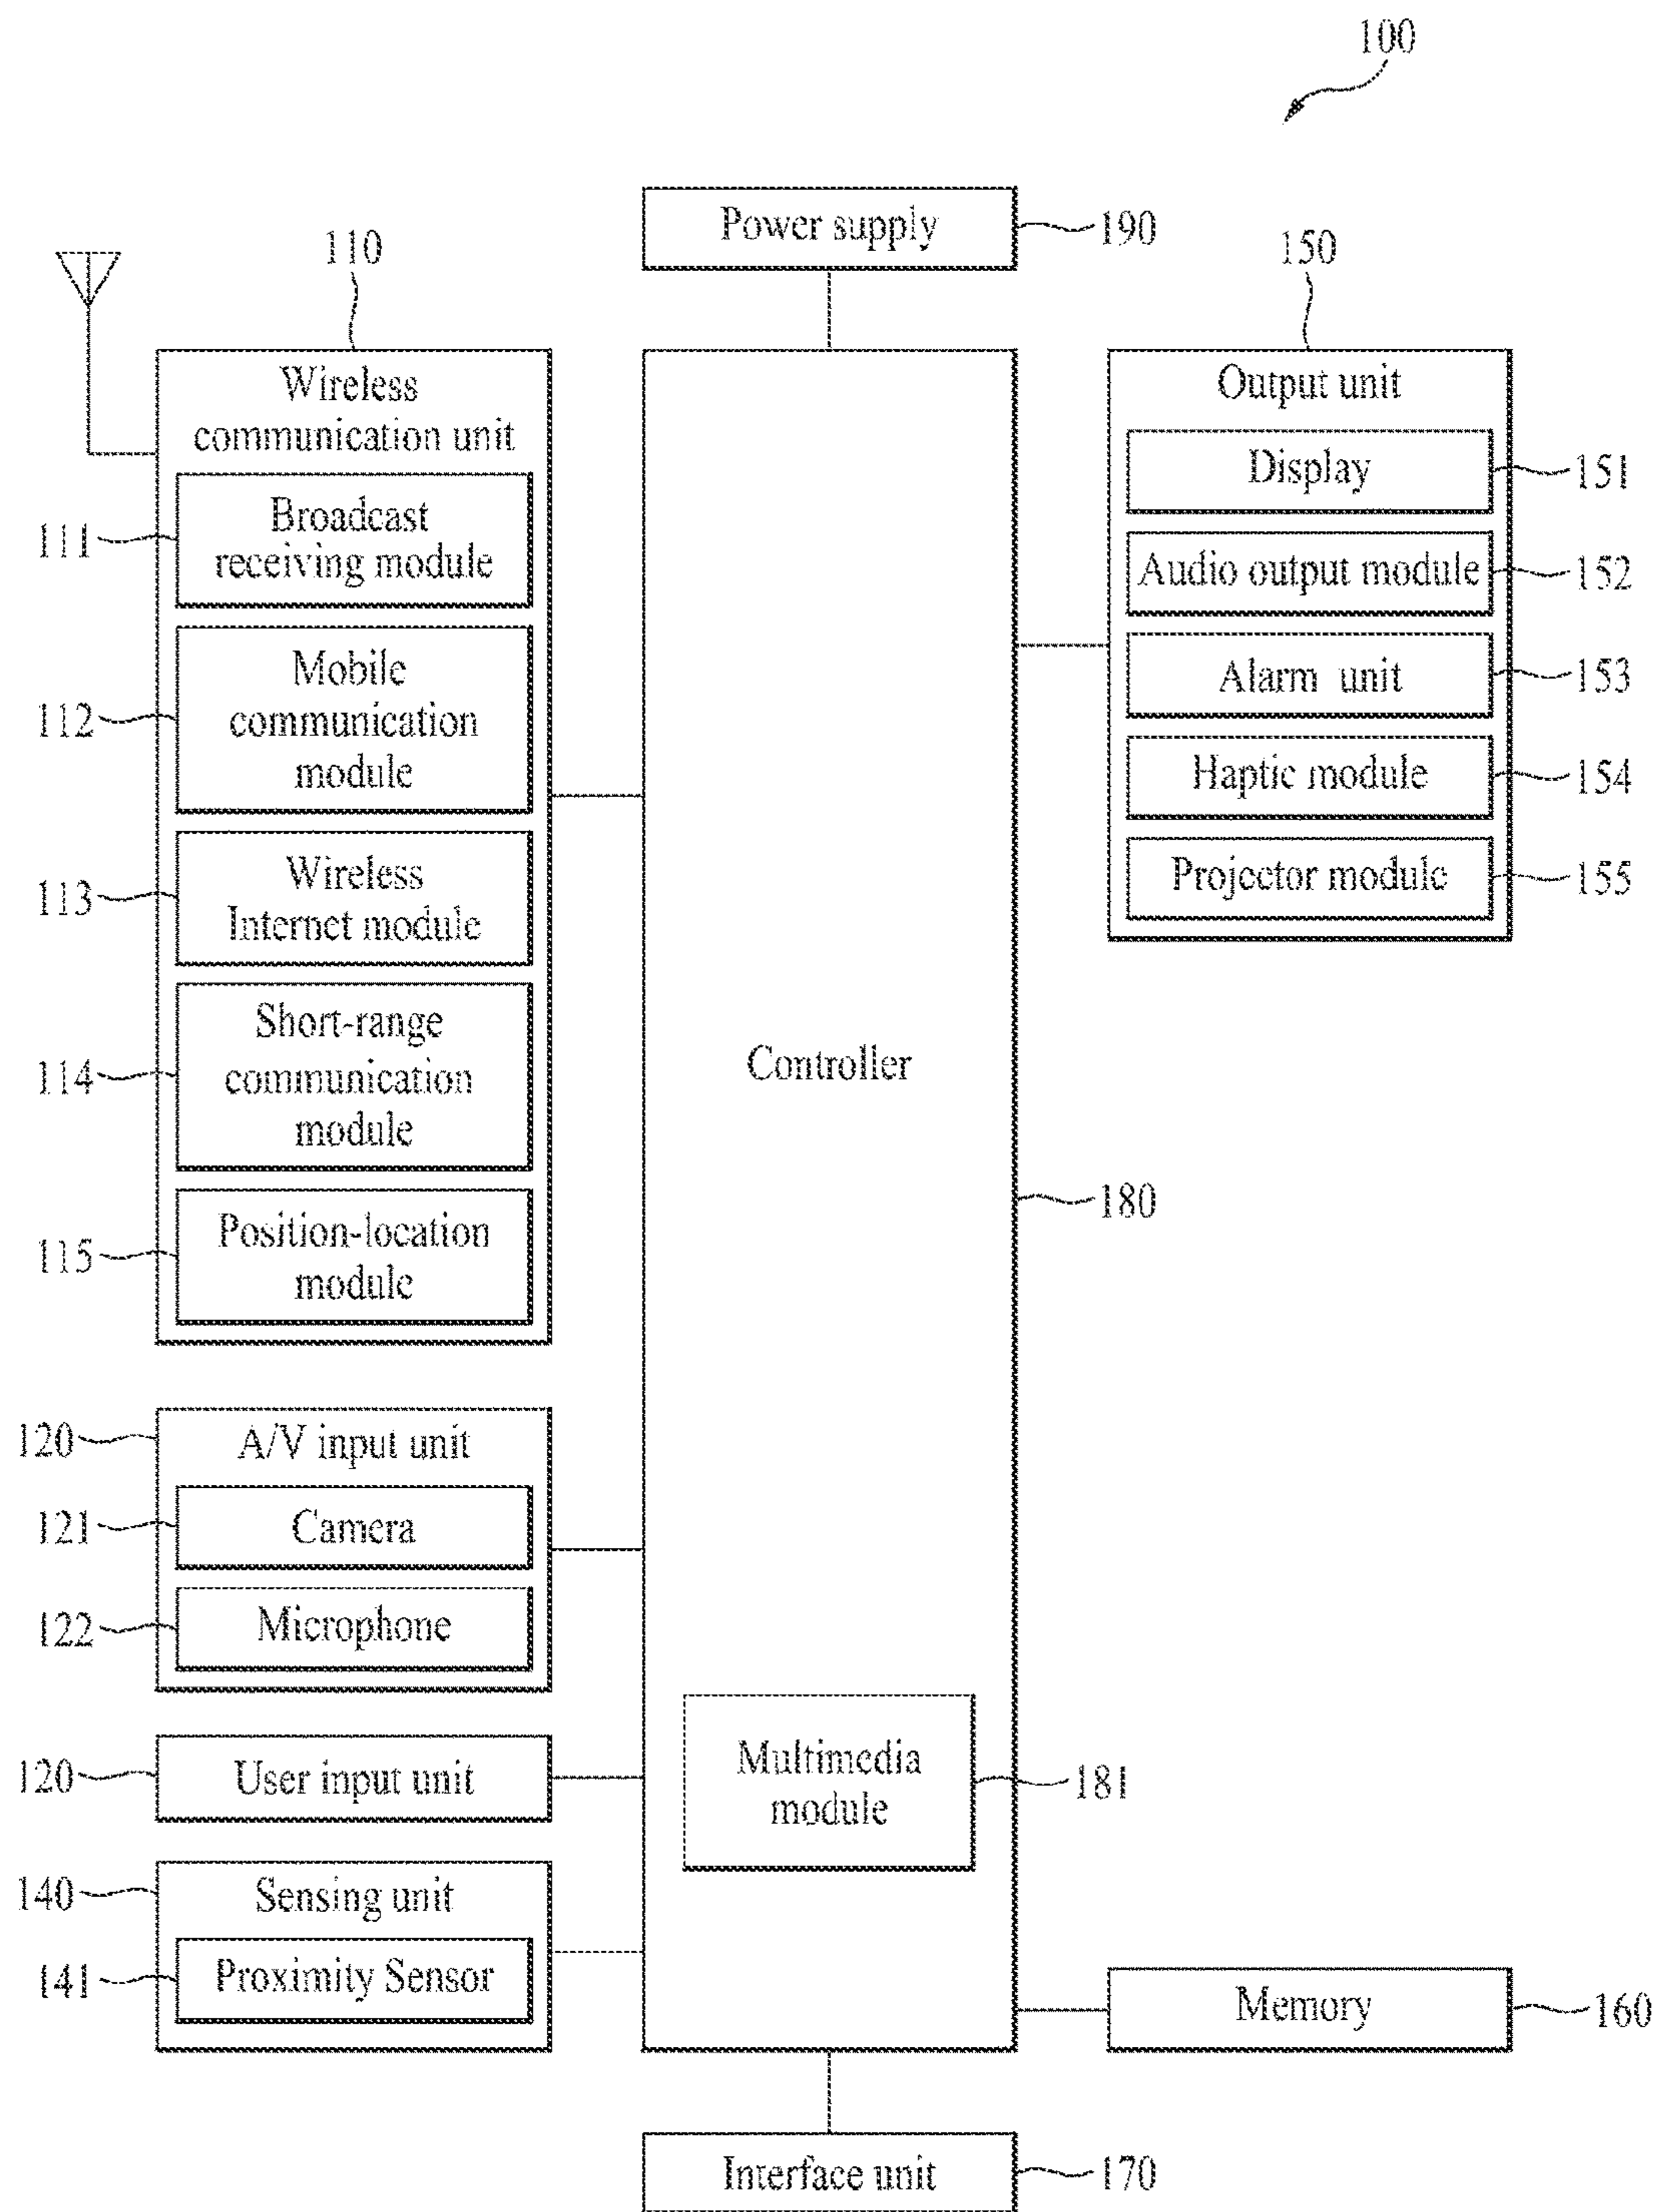 100
Power supply
190
110
150
Wireless
communication unit
Output unit
Display
151
111
Broadcast
receiving module
Audio output module
152
Alarm unit
153
112
Mobile
communication
module
Haptic module
154
113
Wireless
Internet module
Projector module
155
114
Short-range
communication
module
Controller
180
115
Position-location
module
120
A/V input unit
121
Camera
122
Microphone
120
User input unit
Multimedia
module
181
140
Sensing unit
141
Proximity Sensor
Memory
160
Interface unit
170